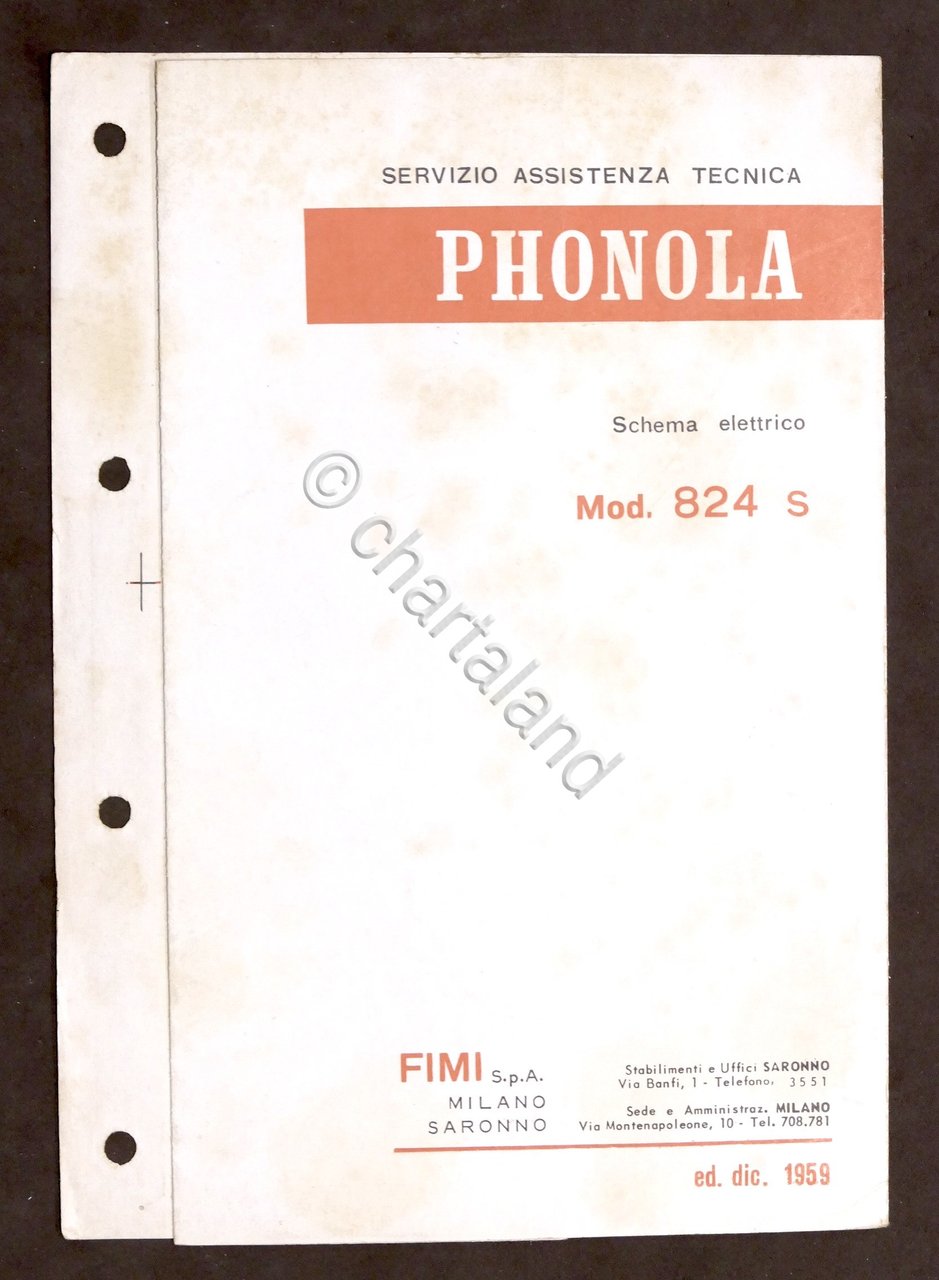 SERVIZIO ASSISTENZA TECNICA
PHONOLA
Schema elettrico
Mod. 824 S
© chartaland
FIMI S.p.A.
MILANO
SARONNO
Stabilimenti e Uffici SARONNO
Via Banfi, 1 - Telefono, 3551
Sede e Amministraz. MILANO
Via Montenapoleone, 10 - Tel. 708.781
ed. dic. 1959